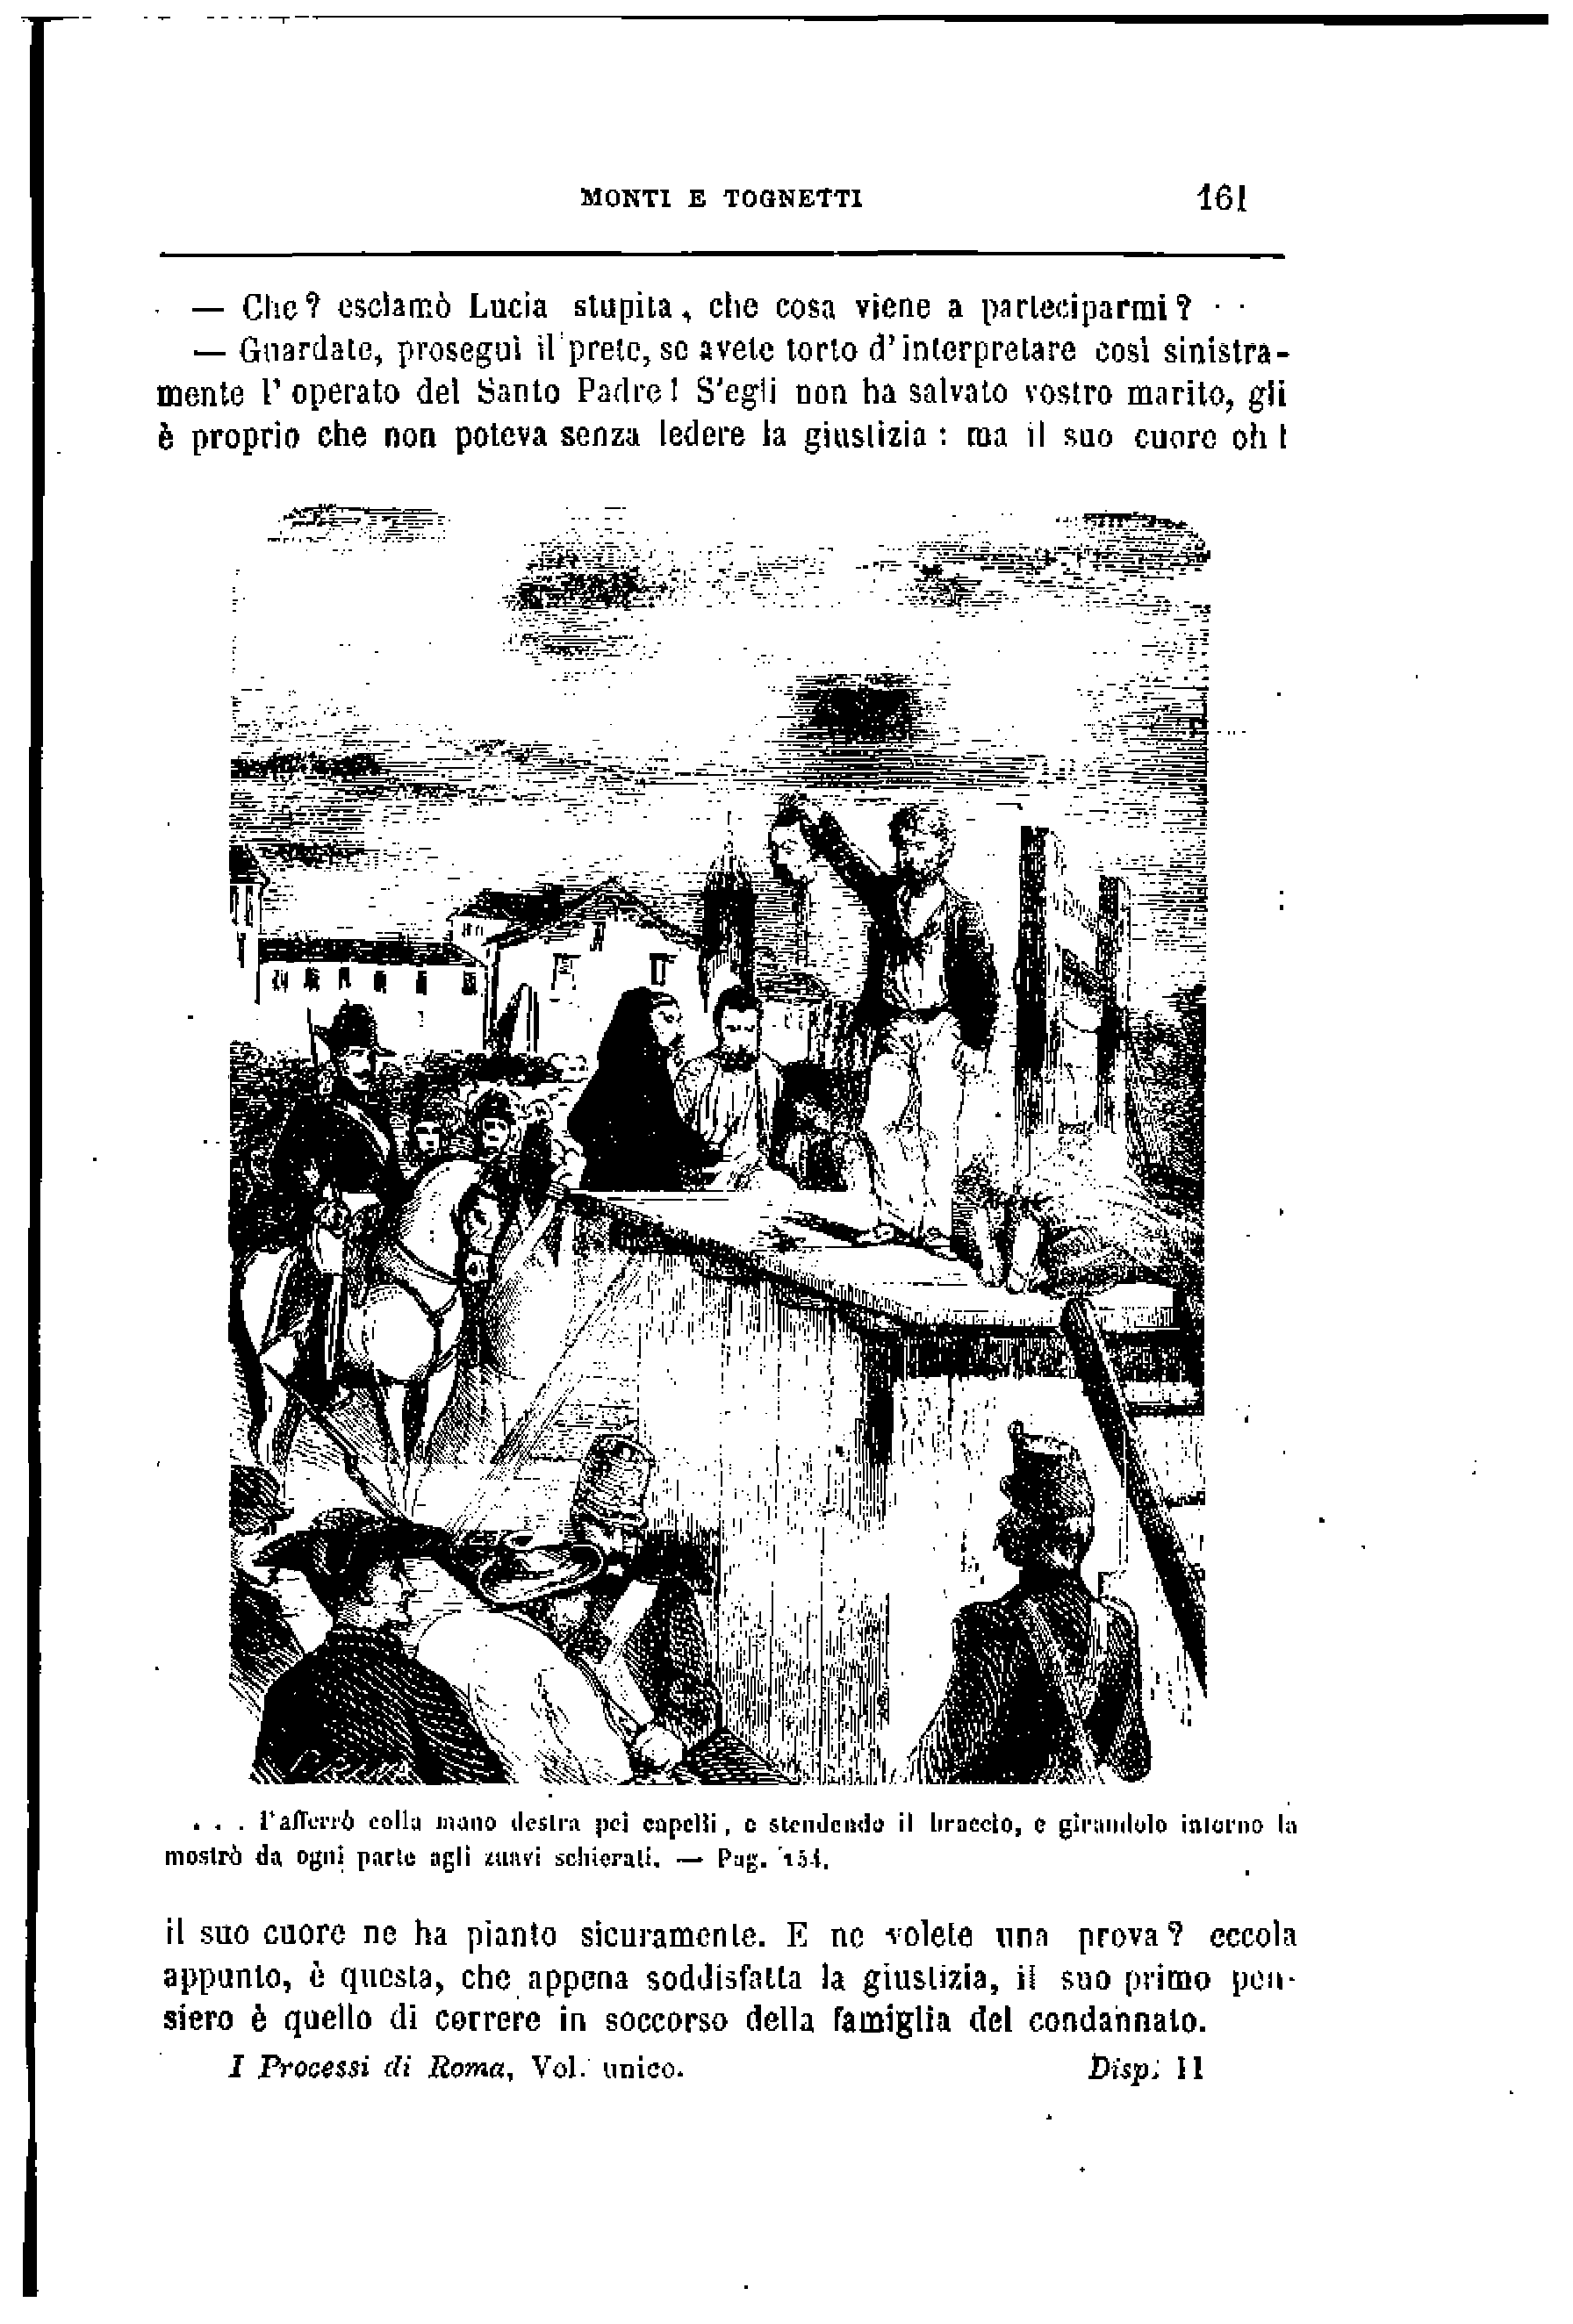 MONTI E TOGNETTI 161
— Che? esclamò Lucia stupita, che cosa viene a parteciparmi?
— Guardate, proseguì il prete, se avete torto d'interpretare così sinistra-
mente l'operato del Santo Padre! S'egli non ha salvato vostro marito, gli
è proprio che non poteva senza ledere la giustizia: ma il suo cuore oh!
. . . l'afferrò colla mano destra pei capelli, e stendendo il braccio, e girandolo intorno la
mostrò da ogni parte agli zuavi schierati. — Pag. 154.
il suo cuore ne ha pianto sicuramente. E ne volete una prova? eccola
appunto, è questa, che appena soddisfatta la giustizia, il suo primo pen-
siero è quello di correre in soccorso della famiglia del condannato.
I Processi di Roma, Vol. unico. Disp. 11